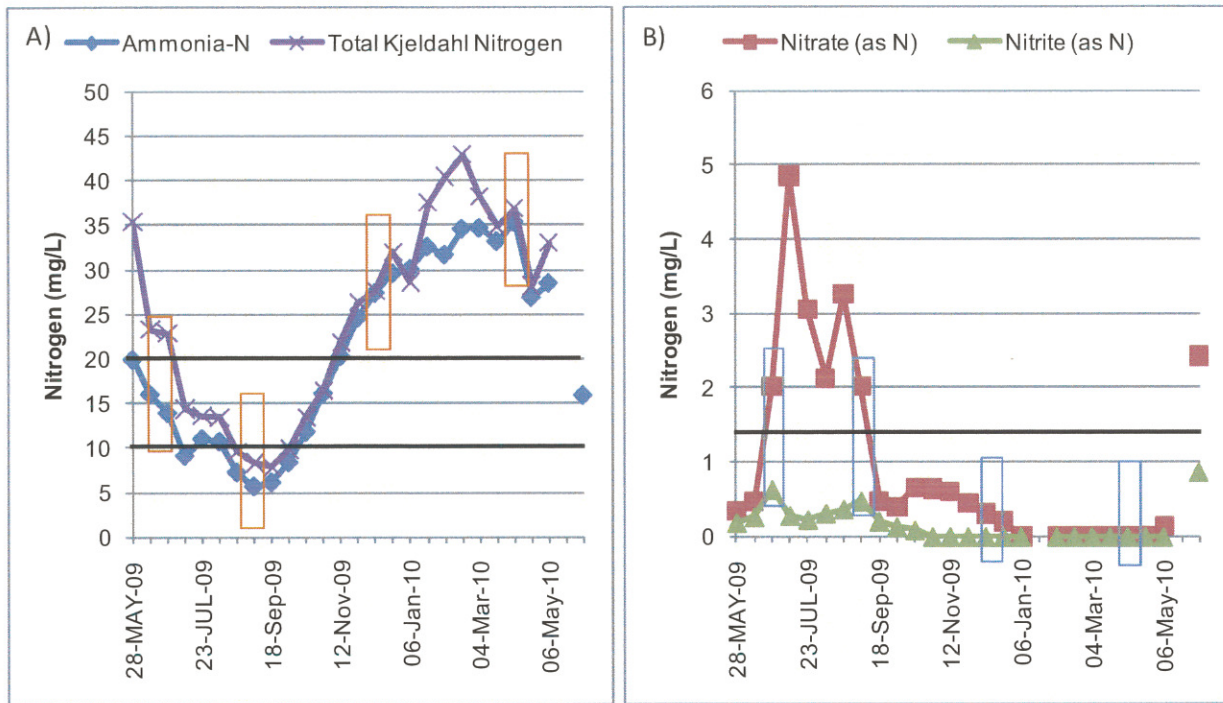 A)
Ammonia-N
Total Kjeldahl Nitrogen
Nitrogen (mg/L)
50
45
40
35
30
25
20
15
10
5
0
28-MAY-09
23-JUL-09
18-Sep-09
12-Nov-09
06-Jan-10
04-Mar-10
06-May-10
B)
Nitrate (as N)
Nitrite (as N)
Nitrogen (mg/L)
6
5
4
3
2
1
0
28-MAY-09
23-JUL-09
18-Sep-09
12-Nov-09
06-Jan-10
04-Mar-10
06-May-10